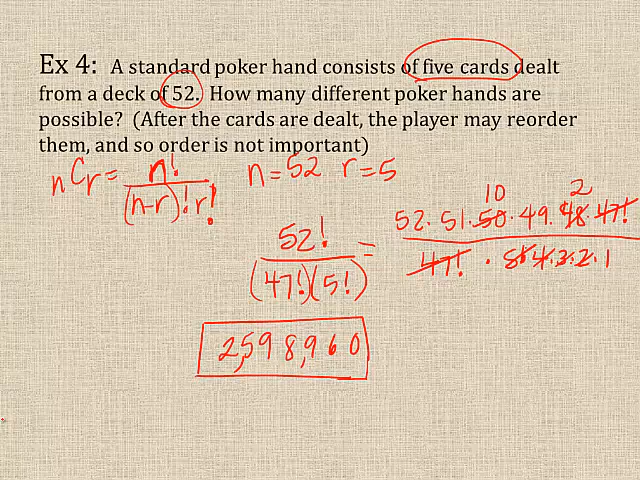 Ex 4: A standard poker hand consists of five cards dealt
from a deck of 52. How many different poker hands are
possible? (After the cards are dealt, the player may reorder
them, and so order is not important)
nCr = n! / (n-r)! r!
n=52 r=5
52! / (47!)(5!) = 52·51·50·49·48·47! / 47!·5·4·3·2·1
10 2
2,598,960